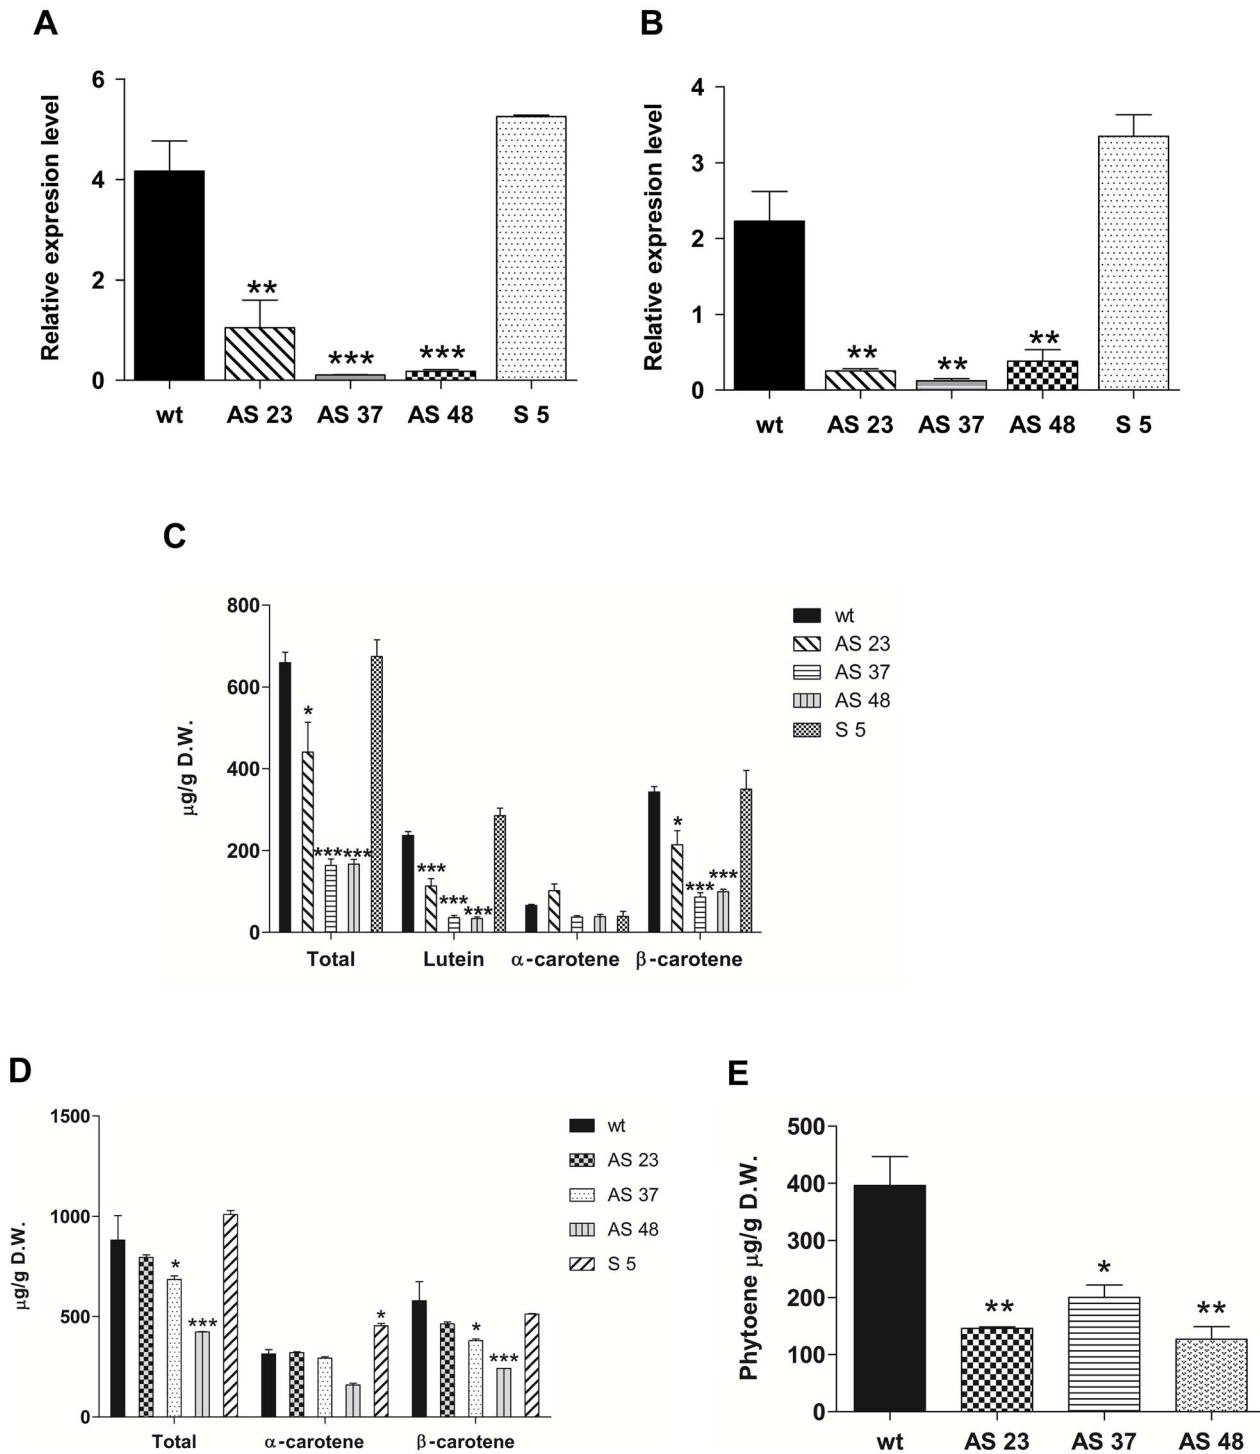 A
Relative expresion level
6
4
2
0
**
***
***
wt AS 23 AS 37 AS 48 S 5
B
Relative expresion level
4
3
2
1
0
**
**
**
wt AS 23 AS 37 AS 48 S 5
C
µg/g D.W.
800
600
400
200
0
*
***
***
***
***
***
*
***
***
Total Lutein α-carotene β-carotene
wt
AS 23
AS 37
AS 48
S 5
D
µg/g D.W.
1500
1000
500
0
*
***
*
*
***
Total α-carotene β-carotene
wt
AS 23
AS 37
AS 48
S 5
E
Phytoene µg/g D.W.
500
400
300
200
100
0
**
*
**
wt AS 23 AS 37 AS 48